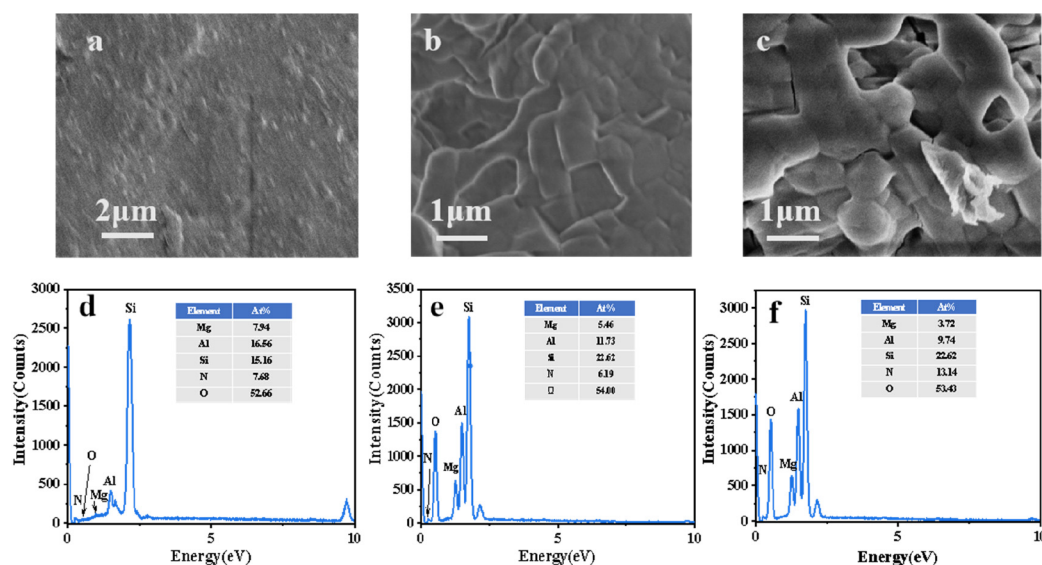 a
b
c
2μm
1μm
1μm
d
Si
Element At%
Mg 7.94
Al 16.56
Si 15.16
N 7.68
O 52.66
O
N
Mg
Al
Intensity(Counts)
3000
2500
2000
1500
1000
500
0
0 5 10
Energy(eV)
e
Si
Element At%
Mg 5.46
Al 11.73
Si 22.62
N 6.19
O 54.00
N
O
Mg
Al
Intensity(Counts)
3500
3000
2500
2000
1500
1000
500
0
0 5 10
Energy(eV)
f
Si
Element At%
Mg 3.72
Al 9.74
Si 22.62
N 13.14
O 53.43
N
O
Mg
Al
Intensity(Counts)
3000
2500
2000
1500
1000
500
0
0 5 10
Energy(eV)